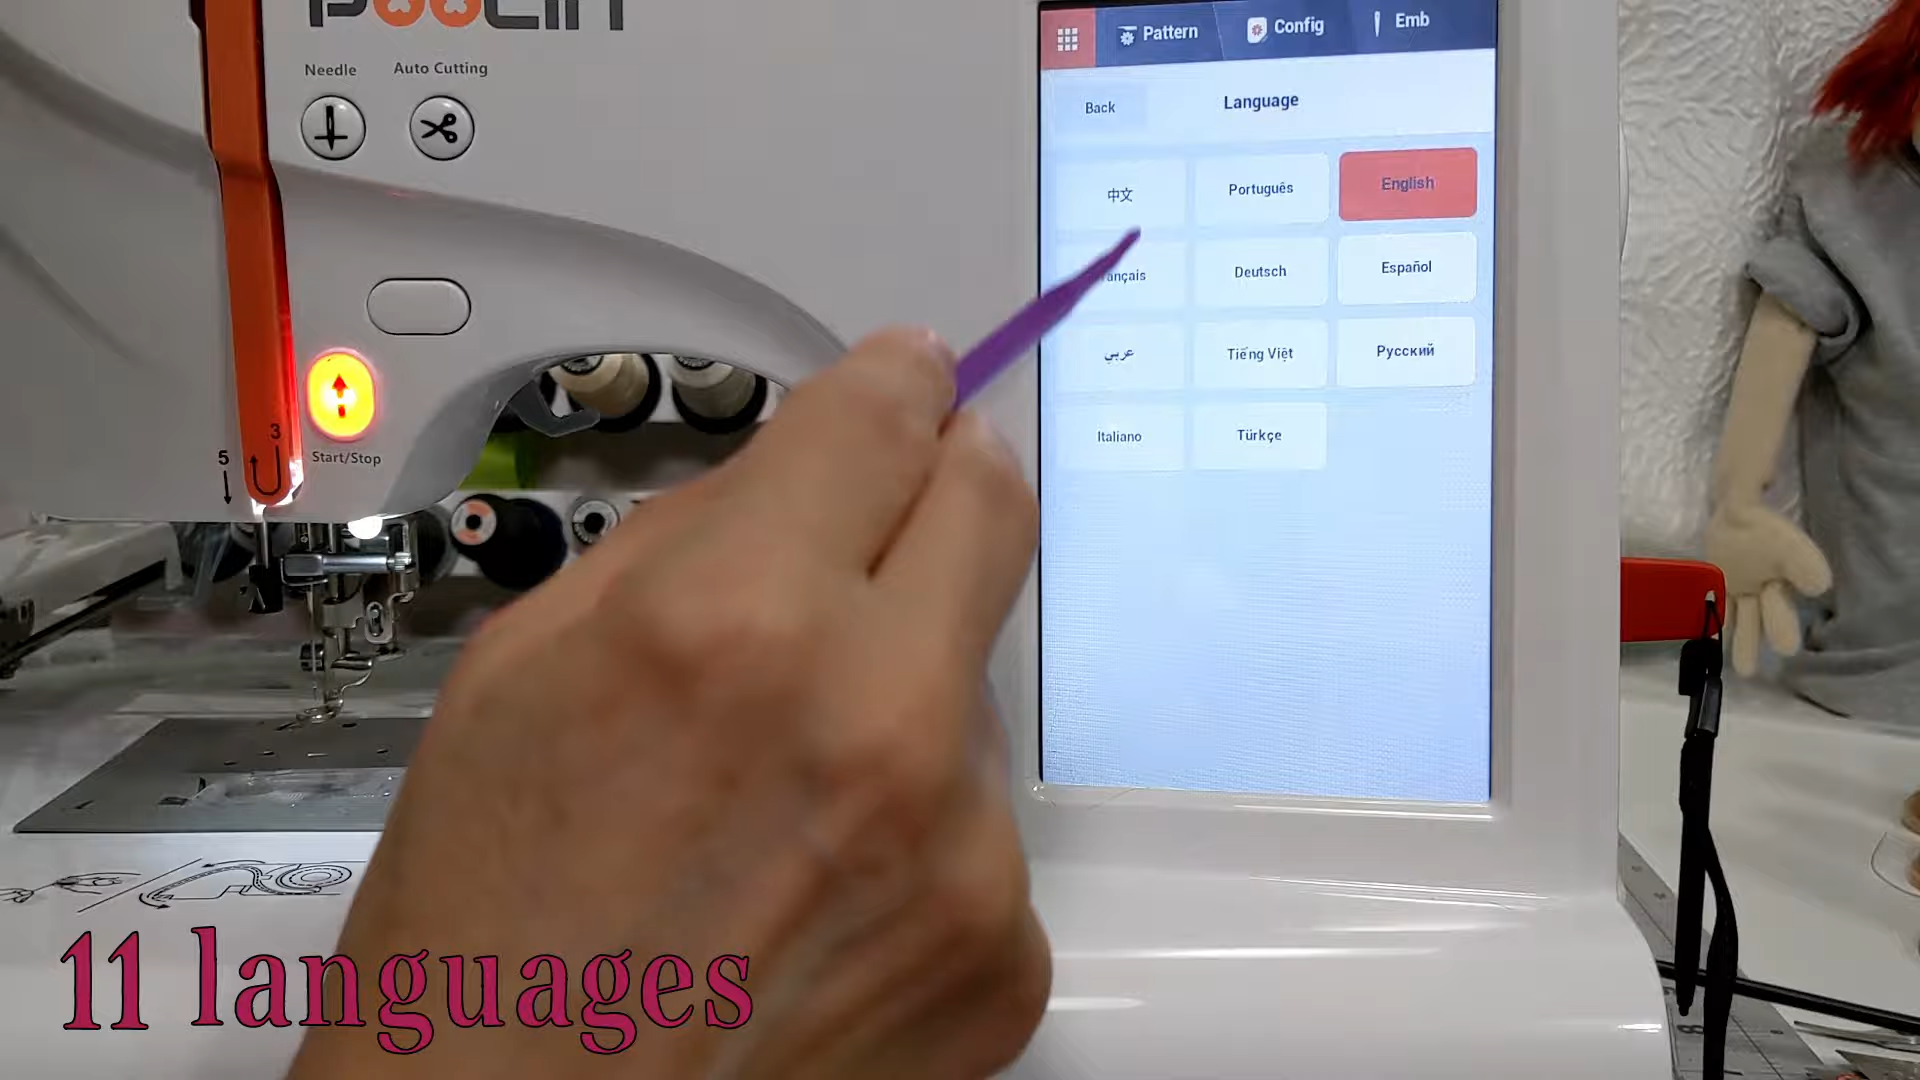 Needle
Auto Cutting
Start/Stop
5
3
Pattern
Config
Emb
Back
Language
中文
Português
English
ançais
Deutsch
Español
عربي
Tiếng Việt
Русский
Italiano
Türkçe
11 languages